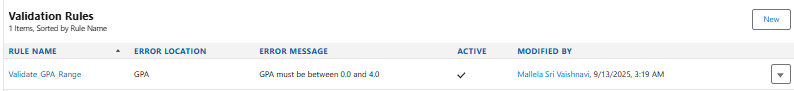 Validation Rules
1 Items, Sorted by Rule Name
New
RULE NAME ERROR LOCATION ERROR MESSAGE ACTIVE MODIFIED BY
Validate_GPA_Range GPA GPA must be between 0.0 and 4.0 Mallela Sri Vaishnavi, 9/13/2025, 3:19 AM